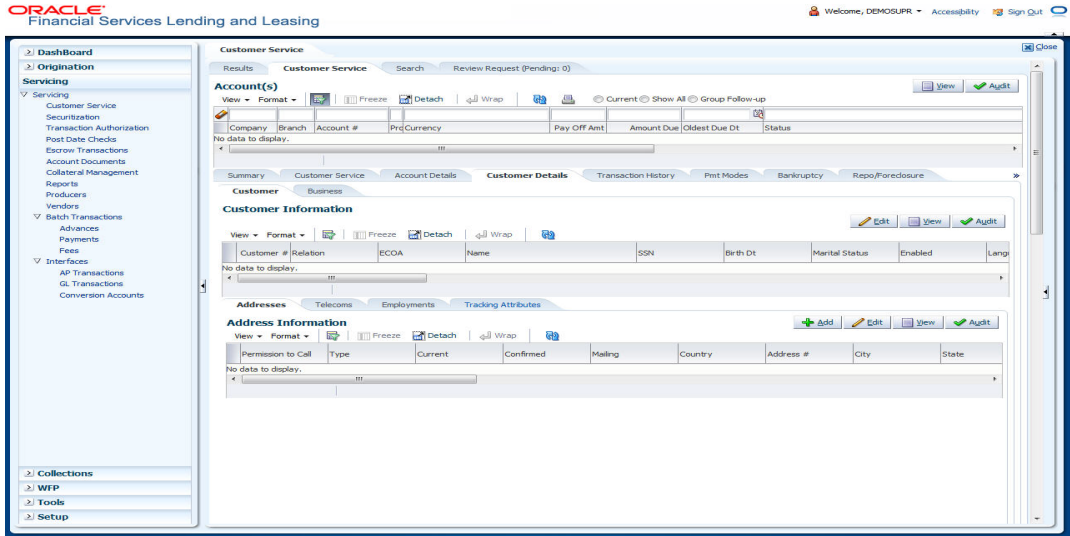 ORACLE
Financial Services Lending and Leasing
Welcome, DEMOSUPR Accessibility Sign Out
DashBoard
Origination
Servicing
Servicing
Customer Service
Securitization
Transaction Authorization
Post Date Checks
Escrow Transactions
Account Documents
Collateral Management
Reports
Producers
Vendors
Batch Transactions
Advances
Payments
Fees
Interfaces
AP Transactions
GL Transactions
Conversion Accounts
Collections
WFP
Tools
Setup
Customer Service Close
Results Customer Service Search Review Request (Pending: 0)
Account(s) View Audit
View Format Freeze Detach Wrap Current Show All Group Follow-up
Company Branch Account # Prc Currency Pay Off Amt Amount Due Oldest Due Dt Status
No data to display.
Summary Customer Service Account Details Customer Details Transaction History Pmt Modes Bankruptcy Repo/Foreclosure »
Customer Business
Customer Information
Edit View Audit
View Format Freeze Detach Wrap
Customer # Relation ECOA Name SSN Birth Dt Marital Status Enabled Langu
No data to display.
Addresses Telecoms Employments Tracking Attributes
Address Information Add Edit View Audit
View Format Freeze Detach Wrap
Permission to Call Type Current Confirmed Mailing Country Address # City State
No data to display.